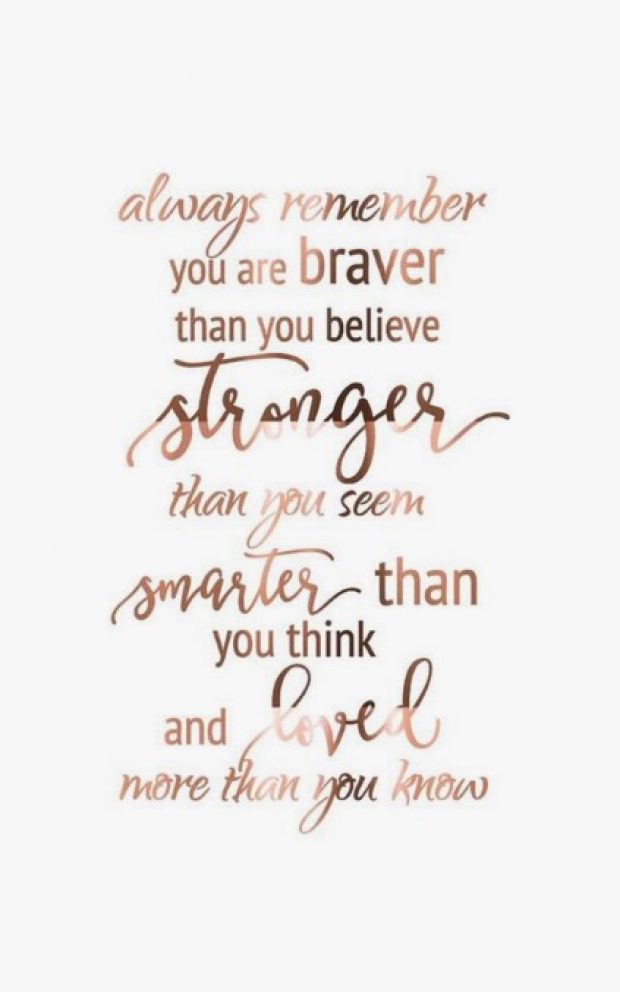 always remember
you are braver
than you believe
stronger
than you seem
smarter than
you think
and loved
more than you know